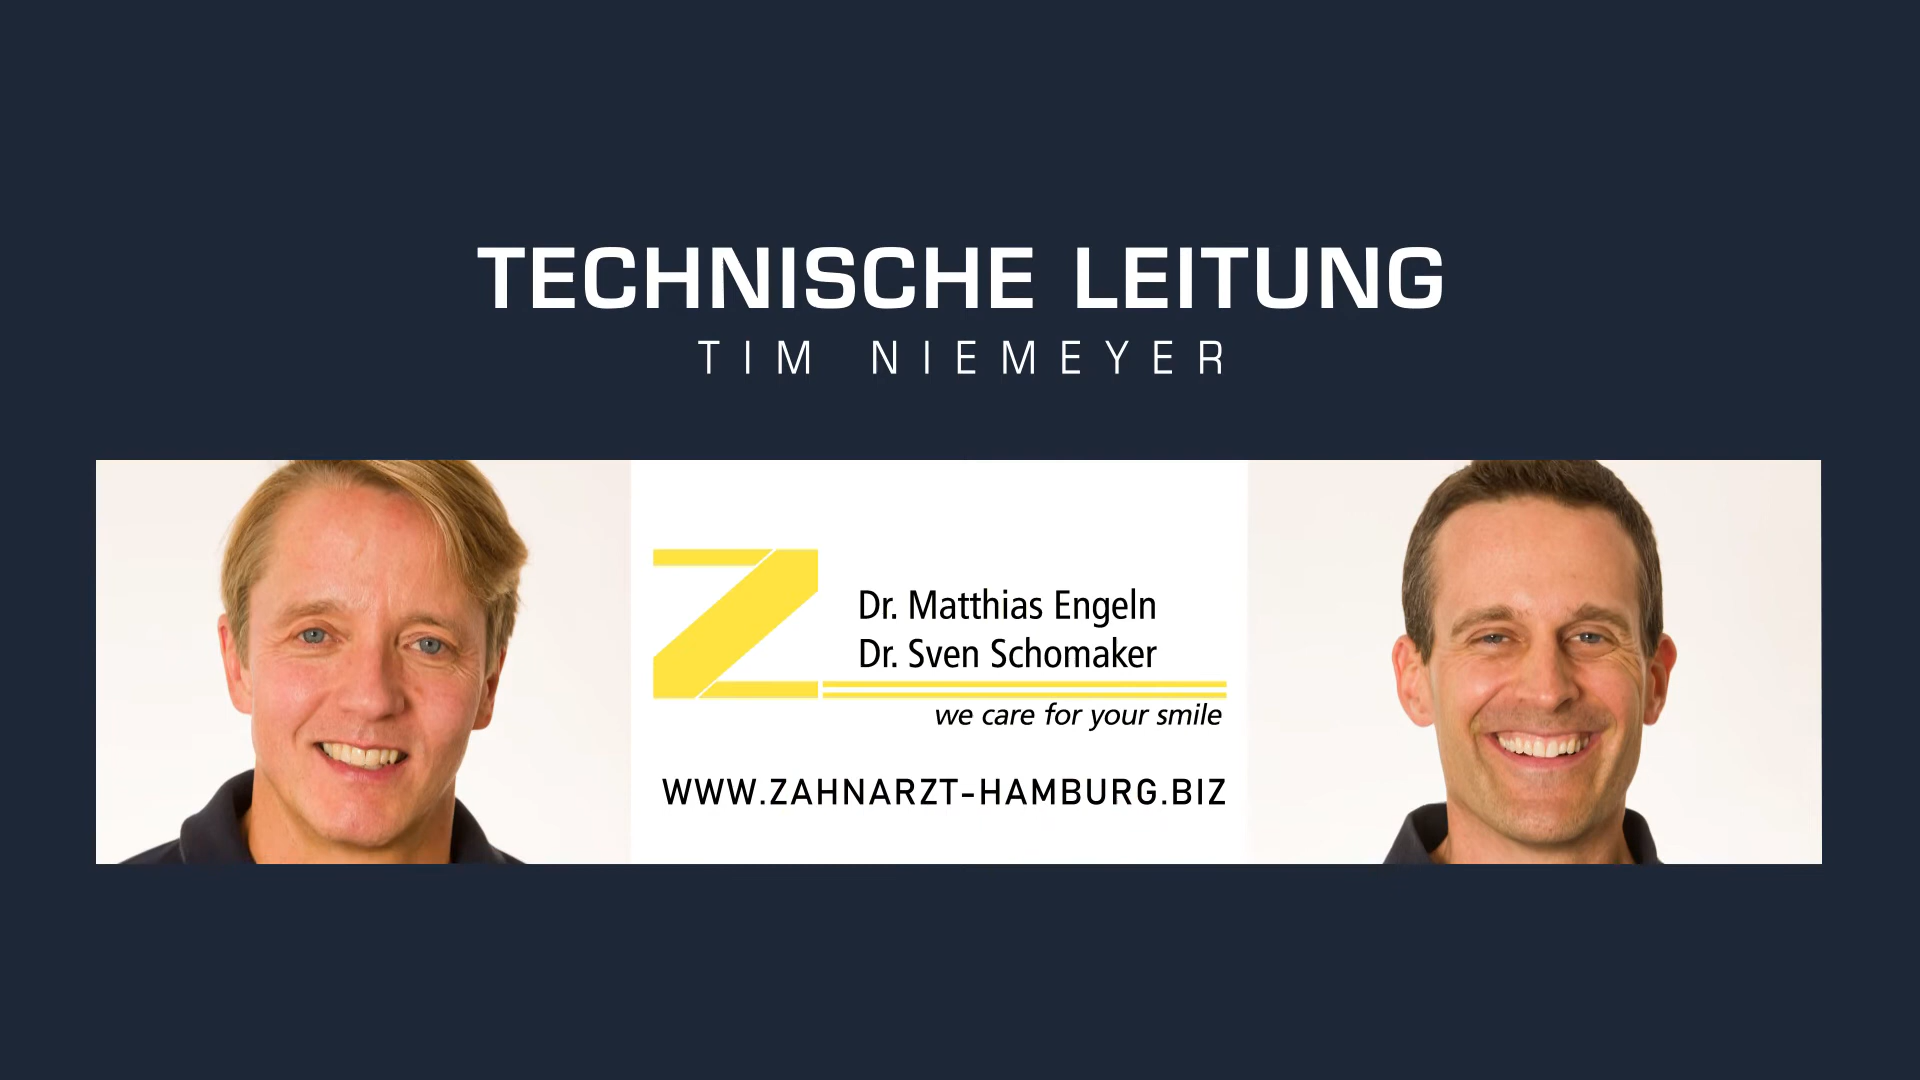 TECHNISCHE LEITUNG
TIM NIEMEYER
Dr. Matthias Engeln
Dr. Sven Schomaker
we care for your smile
WWW.ZAHNARZT-HAMBURG.BIZ